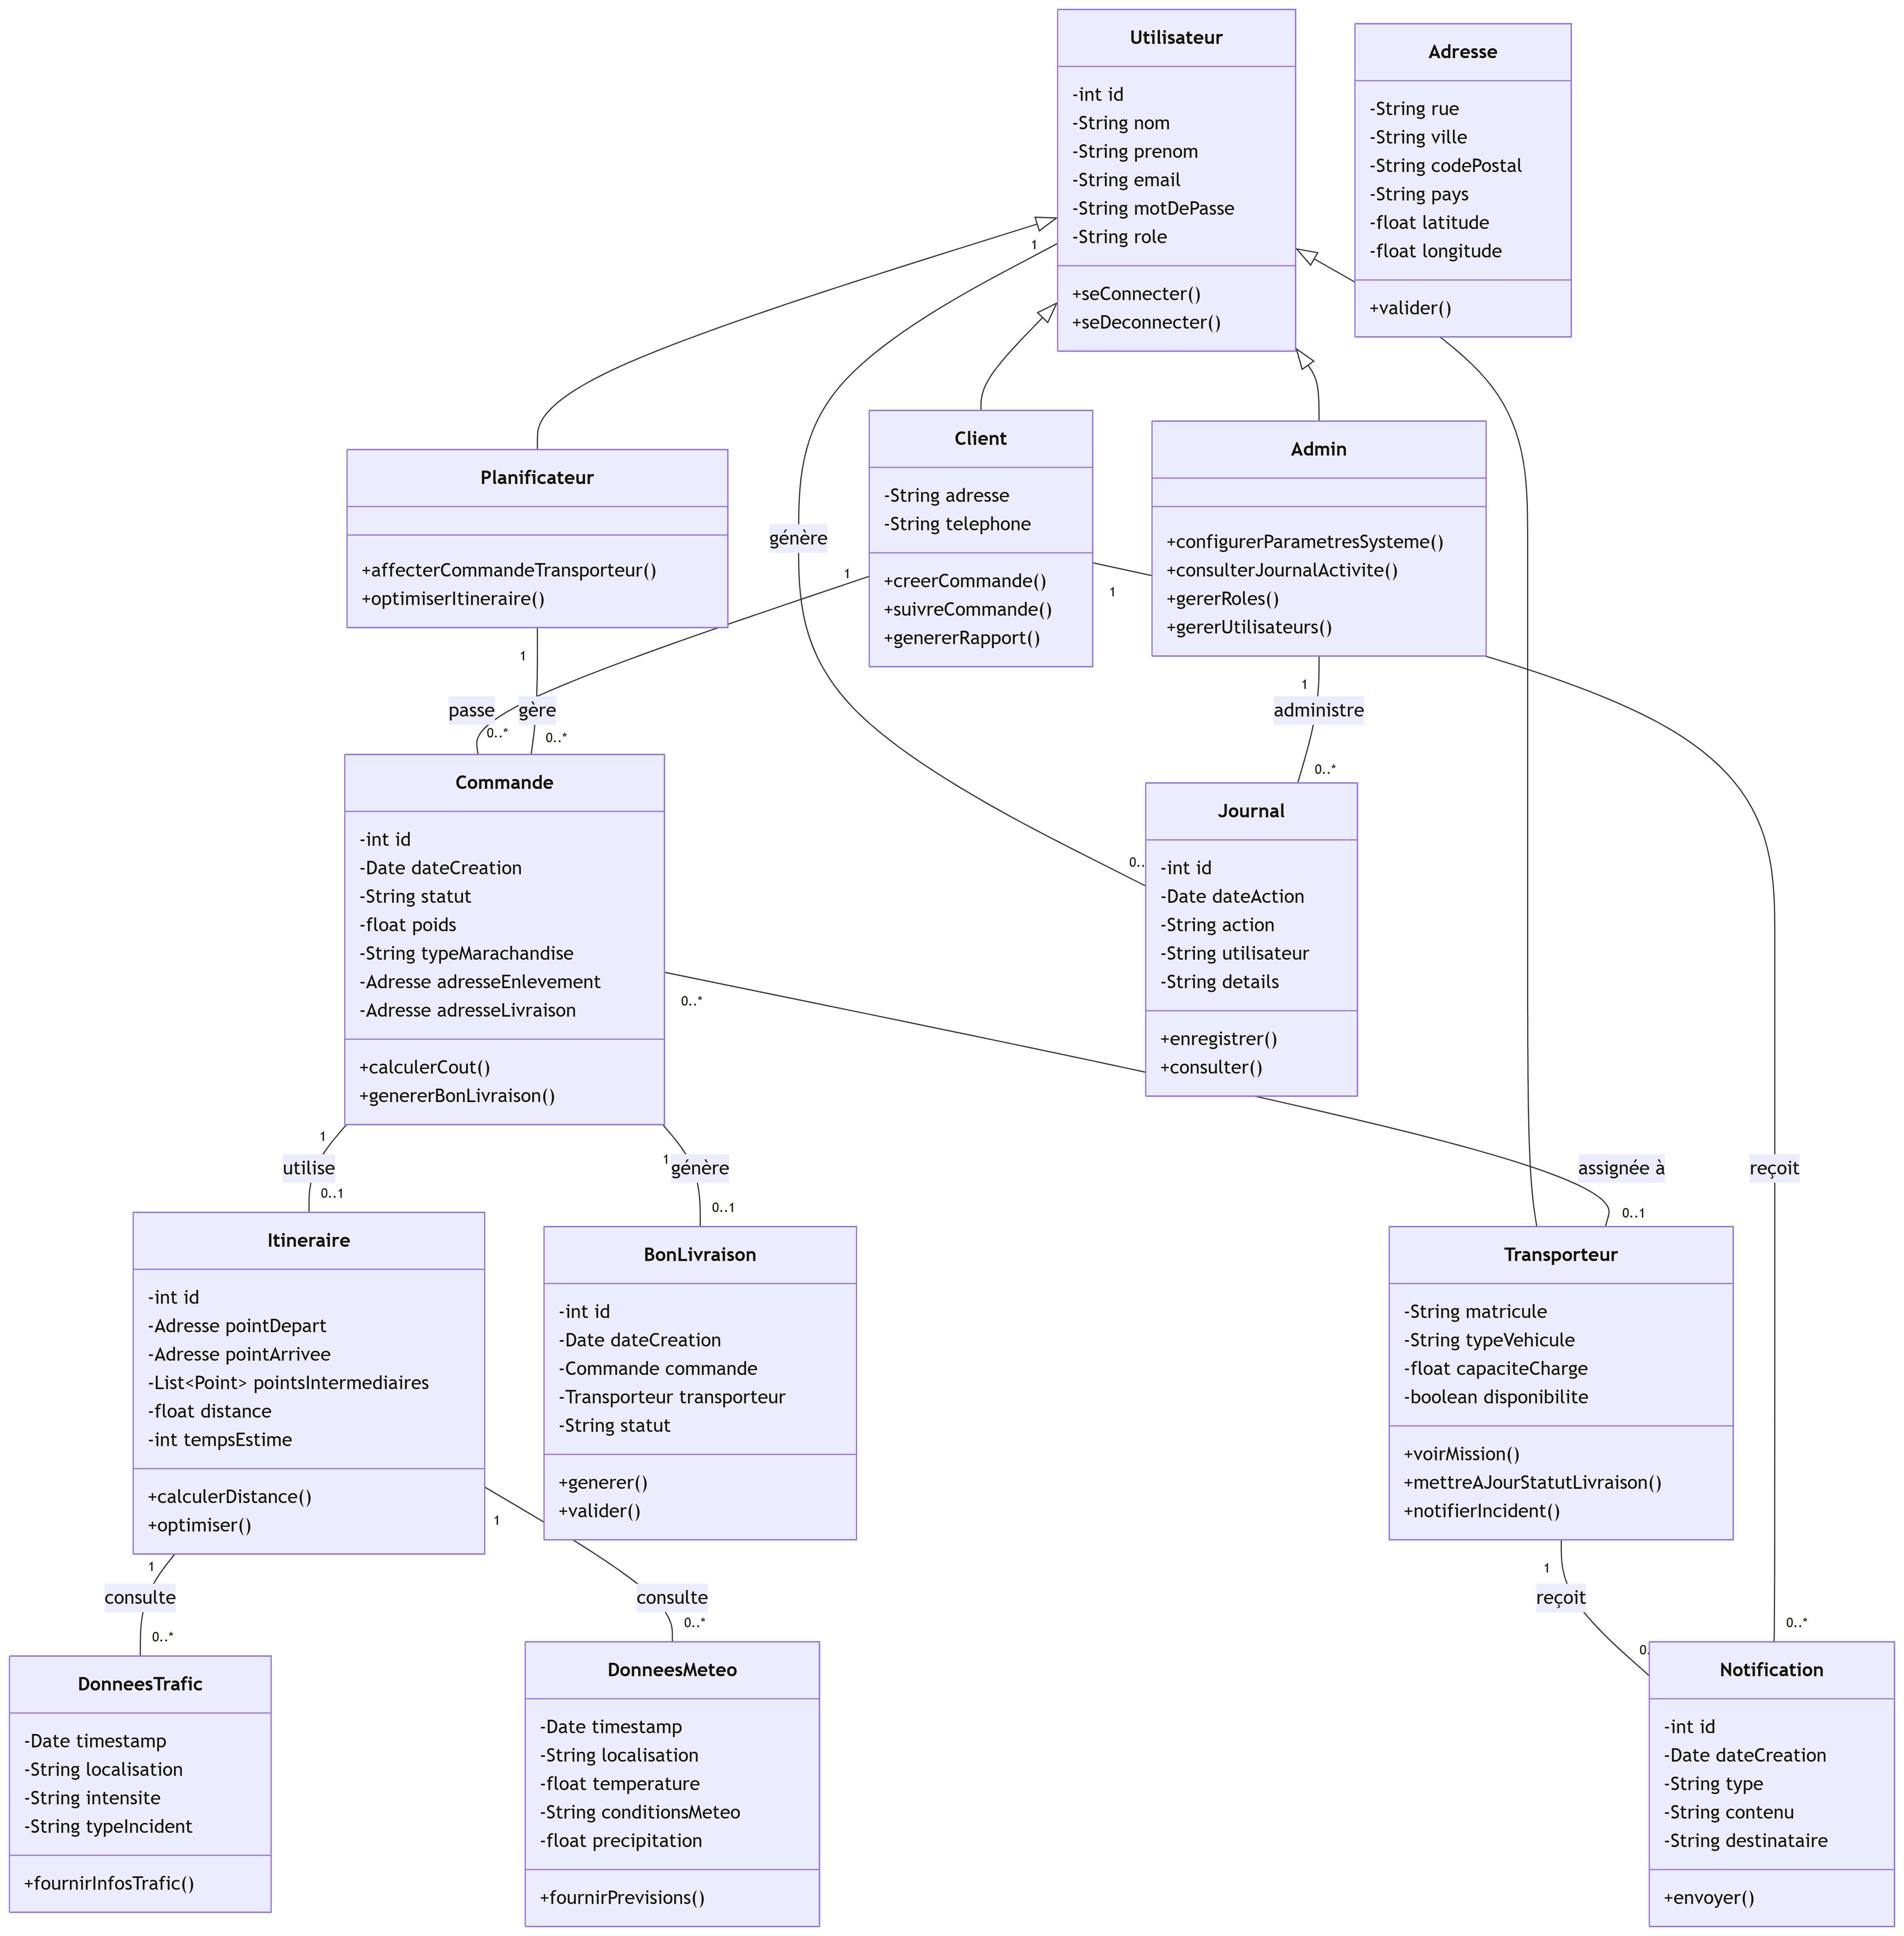 Utilisateur
-int id
-String nom
-String prenom
-String email
-String motDePasse
-String role
+seConnecter()
+seDeconnecter()
Adresse
-String rue
-String ville
-String codePostal
-String pays
-float latitude
-float longitude
+valider()
1
Planificateur
+affecterCommandeTransporteur()
+optimiserItineraire()
génère
Client
-String adresse
-String telephone
+creerCommande()
+suivreCommande()
+genererRapport()
Admin
+configurerParametresSysteme()
+consulterJournalActivite()
+gererRoles()
+gererUtilisateurs()
1
1
1
passe
0..*
gère
0..*
1
administre
0..*
Commande
-int id
-Date dateCreation
-String statut
-float poids
-String typeMarachandise
-Adresse adresseEnlevement
-Adresse adresseLivraison
+calculerCout()
+genererBonLivraison()
0..
Journal
-int id
-Date dateAction
-String action
-String utilisateur
-String details
+enregistrer()
+consulter()
0..*
1
utilise
0..1
1
génère
0..1
assignée à
0..1
reçoit
Itineraire
-int id
-Adresse pointDepart
-Adresse pointArrivee
-List<Point> pointsIntermediaires
-float distance
-int tempsEstime
+calculerDistance()
+optimiser()
BonLivraison
-int id
-Date dateCreation
-Commande commande
-Transporteur transporteur
-String statut
+generer()
+valider()
Transporteur
-String matricule
-String typeVehicule
-float capaciteCharge
-boolean disponibilite
+voirMission()
+mettreAJourStatutLivraison()
+notifierIncident()
1
consulte
0..*
1
consulte
0..*
1
reçoit
0.
0..*
DonneesTrafic
-Date timestamp
-String localisation
-String intensite
-String typeIncident
+fournirInfosTrafic()
DonneesMeteo
-Date timestamp
-String localisation
-float temperature
-String conditionsMeteo
-float precipitation
+fournirPrevisions()
Notification
-int id
-Date dateCreation
-String type
-String contenu
-String destinataire
+envoyer()